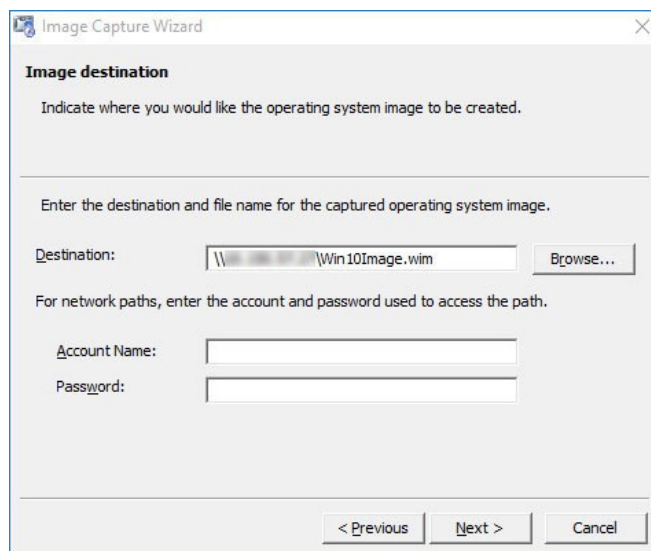 Image Capture Wizard
Image destination
Indicate where you would like the operating system image to be created.
Enter the destination and file name for the captured operating system image.
Destination: \\ \Win10Image.wim Browse...
For network paths, enter the account and password used to access the path.
Account Name:
Password:
< Previous Next > Cancel